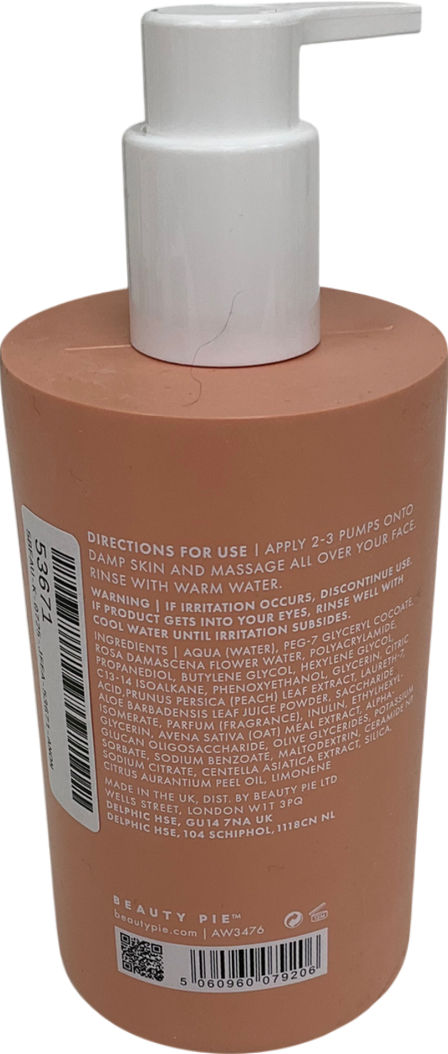 DIRECTIONS FOR USE | APPLY 2-3 PUMPS ONTO
DAMP SKIN AND MASSAGE ALL OVER YOUR FACE.
RINSE WITH WARM WATER.
WARNING | IF IRRITATION OCCURS, DISCONTINUE USE.
IF PRODUCT GETS INTO YOUR EYES, RINSE WELL WITH
COOL WATER UNTIL IRRITATION SUBSIDES.
INGREDIENTS | AQUA (WATER), PEG-7 GLYCERYL COCOATE,
ROSA DAMASCENA FLOWER WATER, POLYACRYLAMIDE,
PROPANEDIOL, BUTYLENE GLYCOL, HEXYLENE GLYCOL,
C13-14 ISOALKANE, PHENOXYETHANOL, GLYCERIN, CITRIC
ACID, PRUNUS PERSICA (PEACH) LEAF EXTRACT, LAURETH-7,
ALOE BARBADENSIS LEAF JUICE POWDER, SACCHARIDE
ISOMERATE, PARFUM (FRAGRANCE), INULIN, ETHYLHEXYL-
GLYCERIN, AVENA SATIVA (OAT) MEAL EXTRACT, ALPHA-
GLUCAN OLIGOSACCHARIDE, OLIVE GLYCERIDES, POTASSIUM
SORBATE, SODIUM BENZOATE, MALTODEXTRIN, CERAMIDE NP,
SODIUM CITRATE, CENTELLA ASIATICA EXTRACT, SILICA,
CITRUS AURANTIUM PEEL OIL, LIMONENE
MADE IN THE UK, DIST. BY BEAUTY PIE LTD
WELLS STREET, LONDON W1T 3PQ
DELPHIC HSE, GU14 7NA UK
DELPHIC HSE, 104 SCHIPHOL, 1118CN NL
BEAUTY PIE™
beautypie.com | AW3476
12M
5 060960 079206
53671